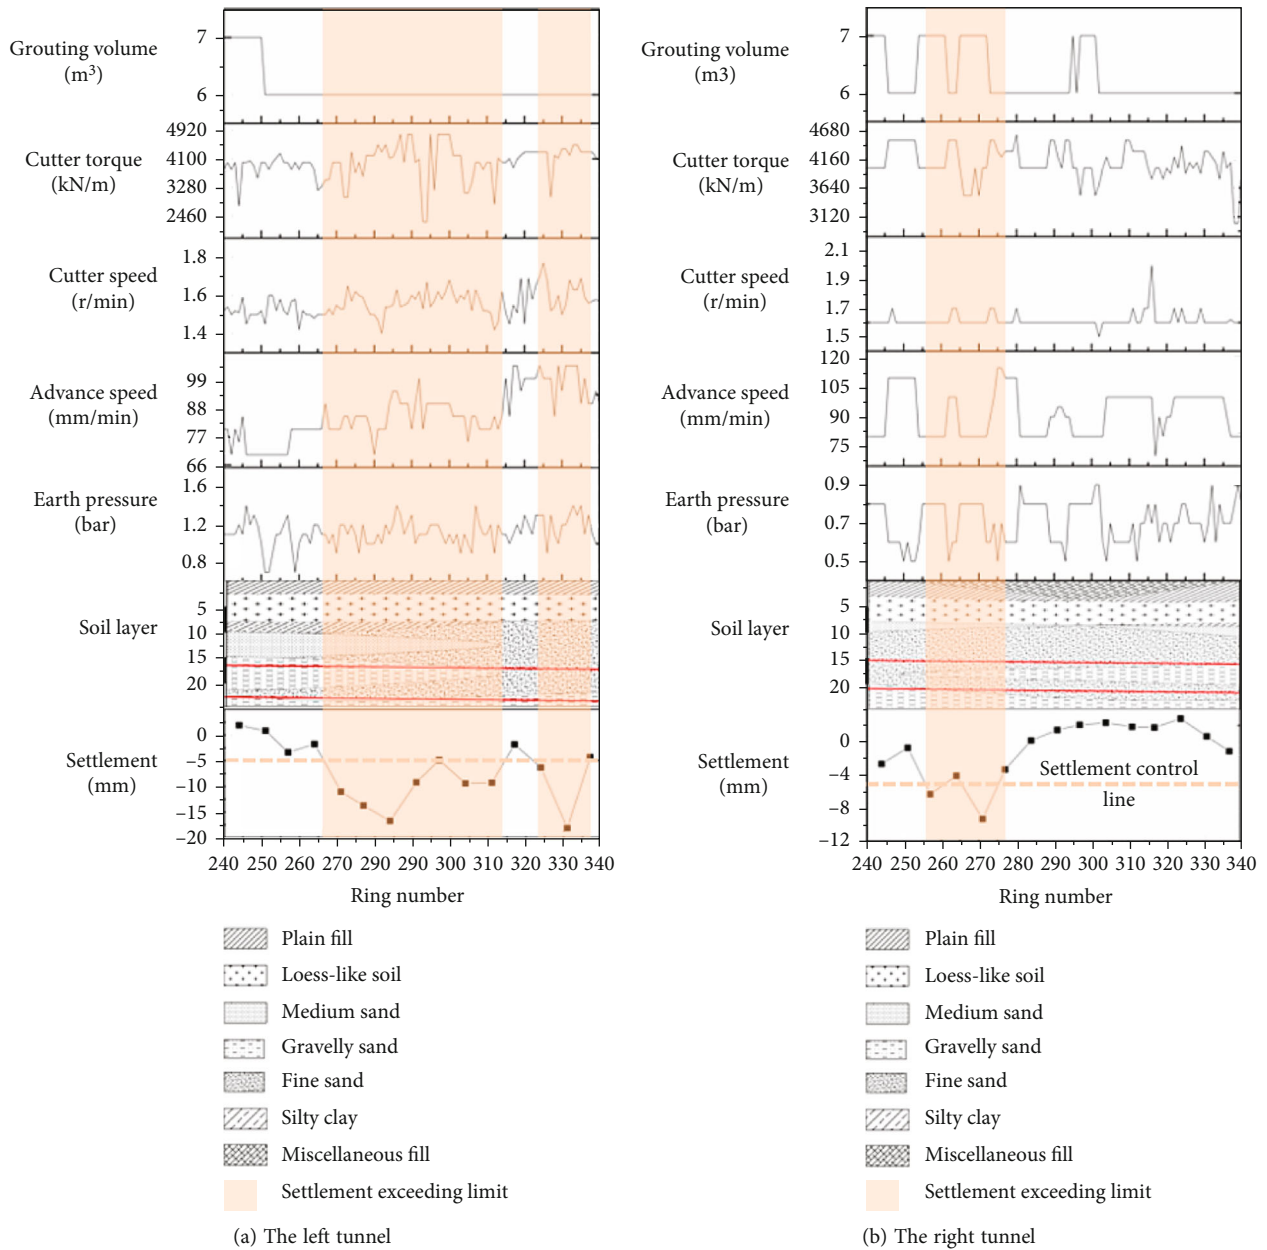 Grouting volume
(m³)
7
6
Cutter torque
(kN/m)
4920
4100
3280
2460
Cutter speed
(r/min)
1.8
1.6
1.4
Advance speed
(mm/min)
99
88
77
66
Earth pressure
(bar)
1.6
1.2
0.8
Soil layer
5
10
15
20
Settlement
(mm)
0
−5
−10
−15
−20
240 250 260 270 280 290 300 310 320 330 340
Ring number
Plain fill
Loess-like soil
Medium sand
Gravelly sand
Fine sand
Silty clay
Miscellaneous fill
Settlement exceeding limit
(a) The left tunnel
Grouting volume
(m3)
7
6
Cutter torque
(kN/m)
4680
4160
3640
3120
Cutter speed
(r/min)
2.1
1.9
1.7
1.5
Advance speed
(mm/min)
120
105
90
75
Earth pressure
(bar)
0.9
0.7
0.5
Soil layer
5
10
15
20
Settlement
(mm)
0
−4
−8
−12
Settlement control
line
240 250 260 270 280 290 300 310 320 330 340
Ring number
Plain fill
Loess-like soil
Medium sand
Gravelly sand
Fine sand
Silty clay
Miscellaneous fill
Settlement exceeding limit
(b) The right tunnel